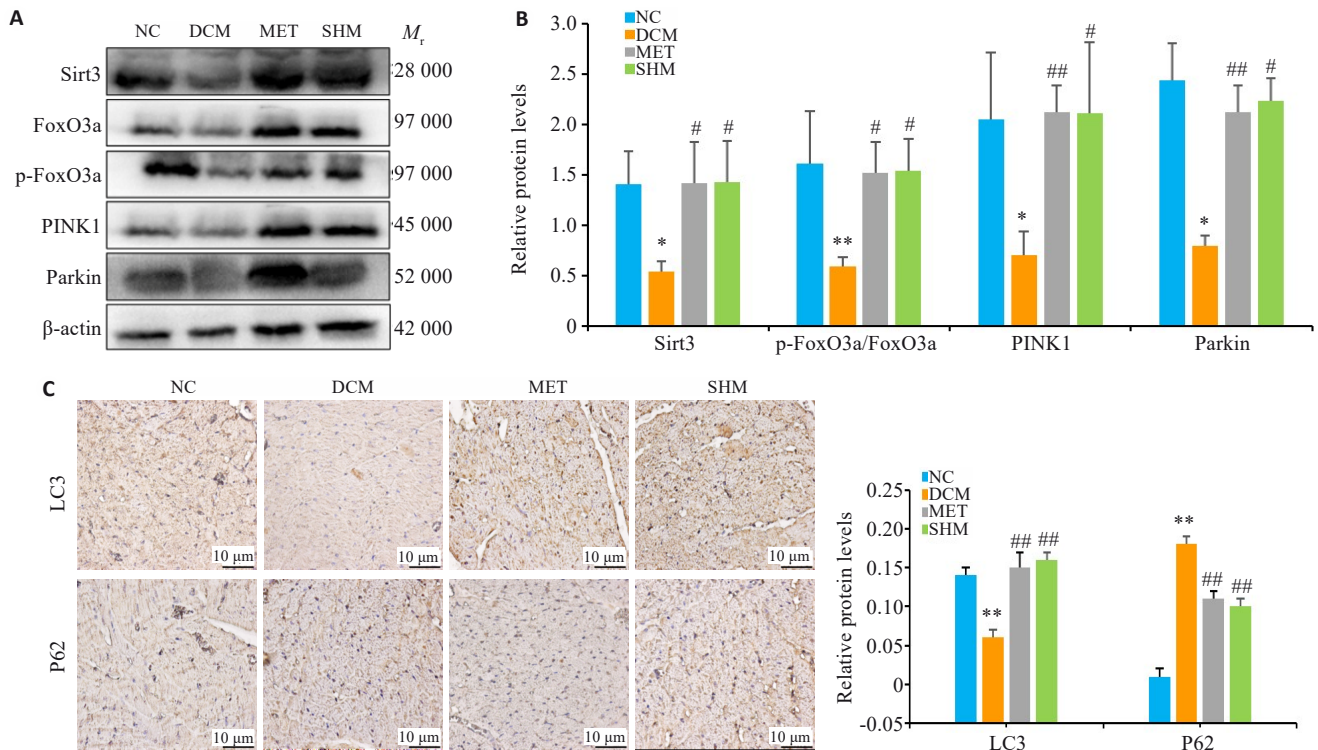 A
NC DCM MET SHM Mr
Sirt3 28 000
FoxO3a 97 000
p-FoxO3a 97 000
PINK1 45 000
Parkin 52 000
β-actin 42 000
B
Relative protein levels
3.0
2.5
2.0
1.5
1.0
0.5
0
NC
DCM
MET
SHM
* # #
** # #
* ## #
* ## #
Sirt3 p-FoxO3a/FoxO3a PINK1 Parkin
C
NC DCM MET SHM
LC3
10 μm 10 μm 10 μm 10 μm
P62
10 μm 10 μm 10 μm 10 μm
Relative protein levels
NC
DCM
MET
SHM
0.25
0.20
0.15
0.10
0.05
0
-0.05
** ## ##
** ## ##
LC3 P62